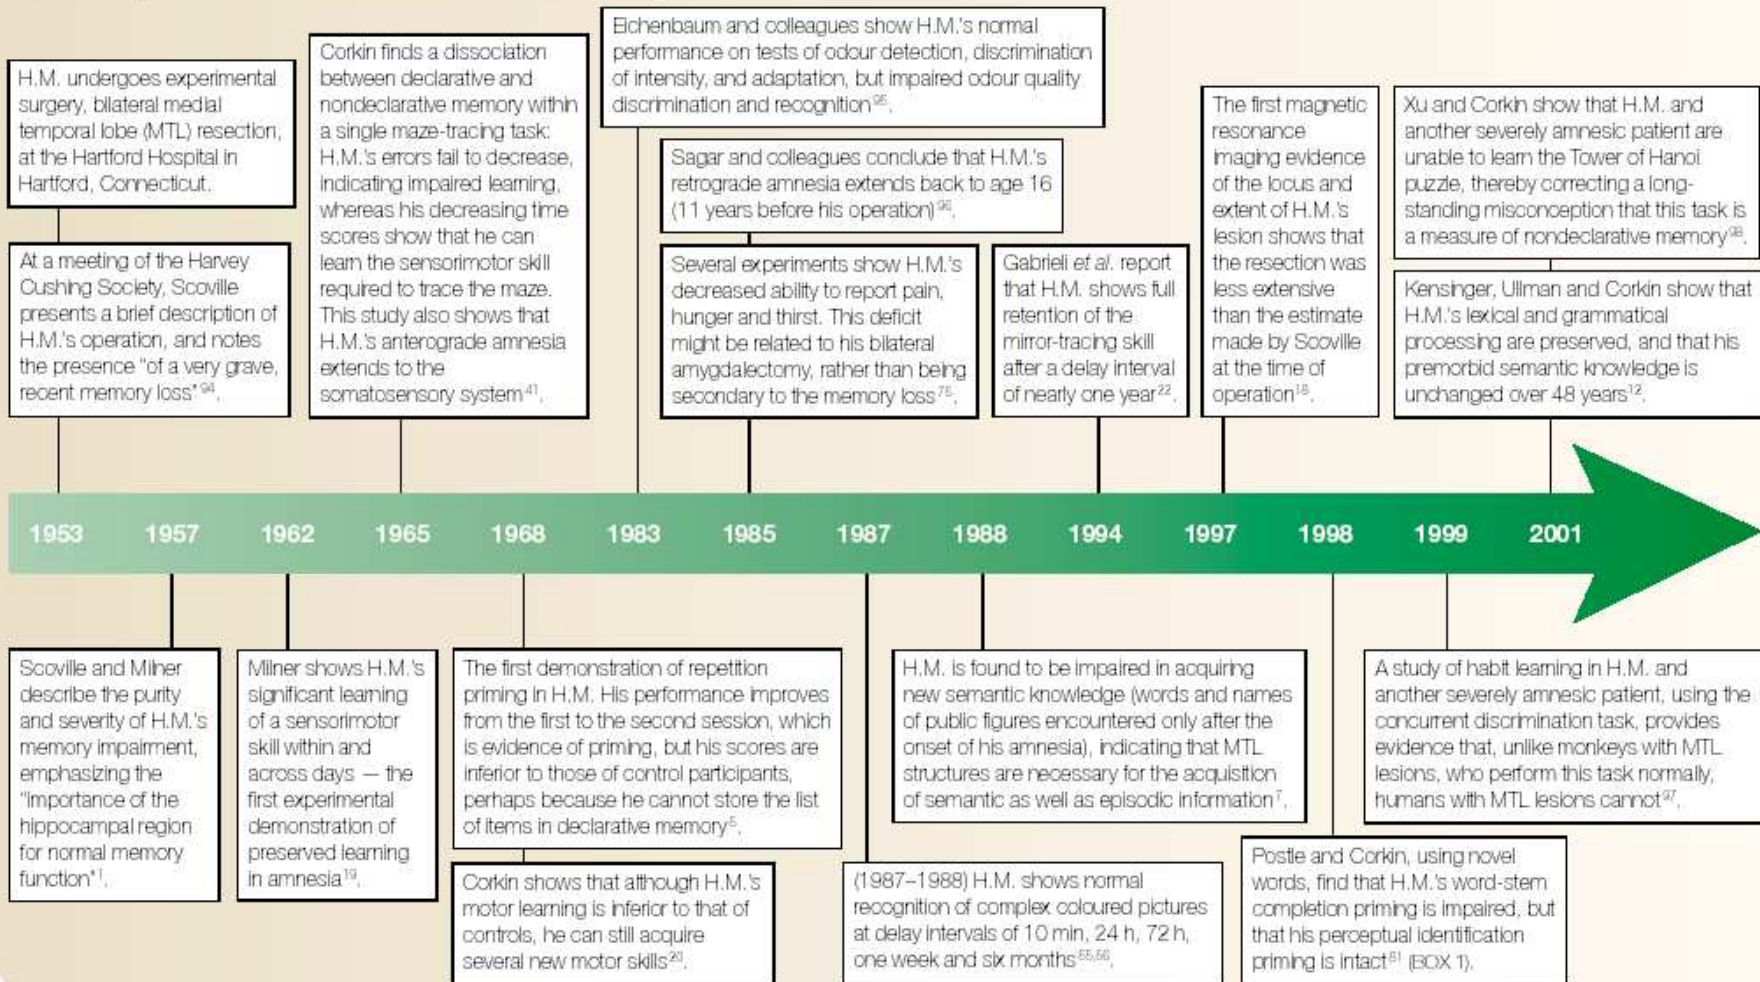 H.M. undergoes experimental
surgery, bilateral medial
temporal lobe (MTL) resection,
at the Hartford Hospital in
Hartford, Connecticut.
At a meeting of the Harvey
Cushing Society, Scoville
presents a brief description of
H.M.'s operation, and notes
the presence "of a very grave,
recent memory loss"94.
Corkin finds a dissociation
between declarative and
nondeclarative memory within
a single maze-tracing task:
H.M.'s errors fail to decrease,
indicating impaired learning,
whereas his decreasing time
scores show that he can
learn the sensorimotor skill
required to trace the maze.
This study also shows that
H.M.'s anterograde amnesia
extends to the
somatosensory system41.
Eichenbaum and colleagues show H.M.'s normal
performance on tests of odour detection, discrimination
of intensity, and adaptation, but impaired odour quality
discrimination and recognition95.
Sagar and colleagues conclude that H.M.'s
retrograde amnesia extends back to age 16
(11 years before his operation)96.
Several experiments show H.M.'s
decreased ability to report pain,
hunger and thirst. This deficit
might be related to his bilateral
amygdalectomy, rather than being
secondary to the memory loss75.
Gabrieli et al. report
that H.M. shows full
retention of the
mirror-tracing skill
after a delay interval
of nearly one year22.
The first magnetic
resonance
imaging evidence
of the locus and
extent of H.M.'s
lesion shows that
the resection was
less extensive
than the estimate
made by Scoville
at the time of
operation18.
Xu and Corkin show that H.M. and
another severely amnesic patient are
unable to learn the Tower of Hanoi
puzzle, thereby correcting a long-
standing misconception that this task is
a measure of nondeclarative memory98.
Kensinger, Ullman and Corkin show that
H.M.'s lexical and grammatical
processing are preserved, and that his
premorbid semantic knowledge is
unchanged over 48 years12.
1953 1957 1962 1965 1968 1983 1985 1987 1988 1994 1997 1998 1999 2001
Scoville and Milner
describe the purity
and severity of H.M.'s
memory impairment,
emphasizing the
"importance of the
hippocampal region
for normal memory
function"1.
Milner shows H.M.'s
significant learning
of a sensorimotor
skill within and
across days — the
first experimental
demonstration of
preserved learning
in amnesia19.
The first demonstration of repetition
priming in H.M. His performance improves
from the first to the second session, which
is evidence of priming, but his scores are
inferior to those of control participants,
perhaps because he cannot store the list
of items in declarative memory5.
Corkin shows that although H.M.'s
motor learning is inferior to that of
controls, he can still acquire
several new motor skills20.
(1987–1988) H.M. shows normal
recognition of complex coloured pictures
at delay intervals of 10 min, 24 h, 72 h,
one week and six months55,56.
H.M. is found to be impaired in acquiring
new semantic knowledge (words and names
of public figures encountered only after the
onset of his amnesia), indicating that MTL
structures are necessary for the acquisition
of semantic as well as episodic information7.
Postle and Corkin, using novel
words, find that H.M.'s word-stem
completion priming is impaired, but
that his perceptual identification
priming is intact81 (BOX 1).
A study of habit learning in H.M. and
another severely amnesic patient, using the
concurrent discrimination task, provides
evidence that, unlike monkeys with MTL
lesions, who perform this task normally,
humans with MTL lesions cannot97.